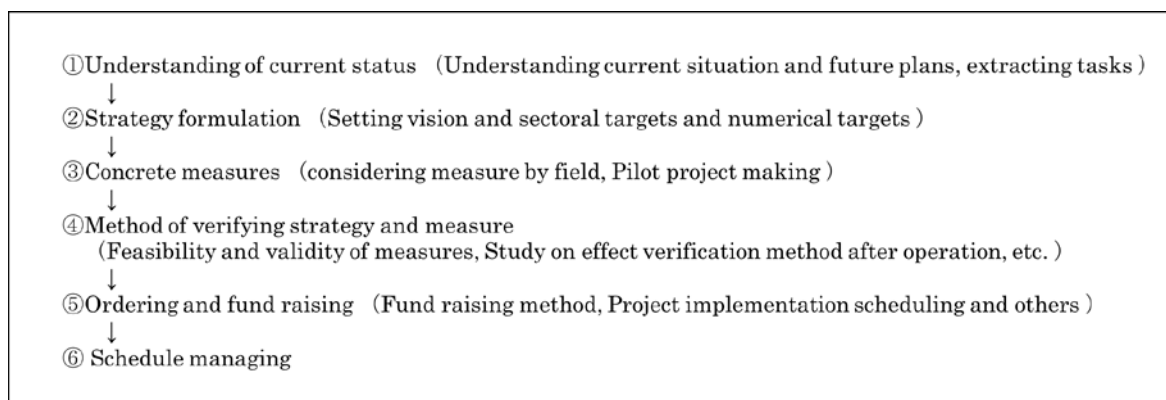 ①Understanding of current status （Understanding current situation and future plans, extracting tasks）
↓
②Strategy formulation （Setting vision and sectoral targets and numerical targets）
↓
③Concrete measures （considering measure by field, Pilot project making）
↓
④Method of verifying strategy and measure
（Feasibility and validity of measures, Study on effect verification method after operation, etc.）
↓
⑤Ordering and fund raising （Fund raising method, Project implementation scheduling and others）
↓
⑥ Schedule managing